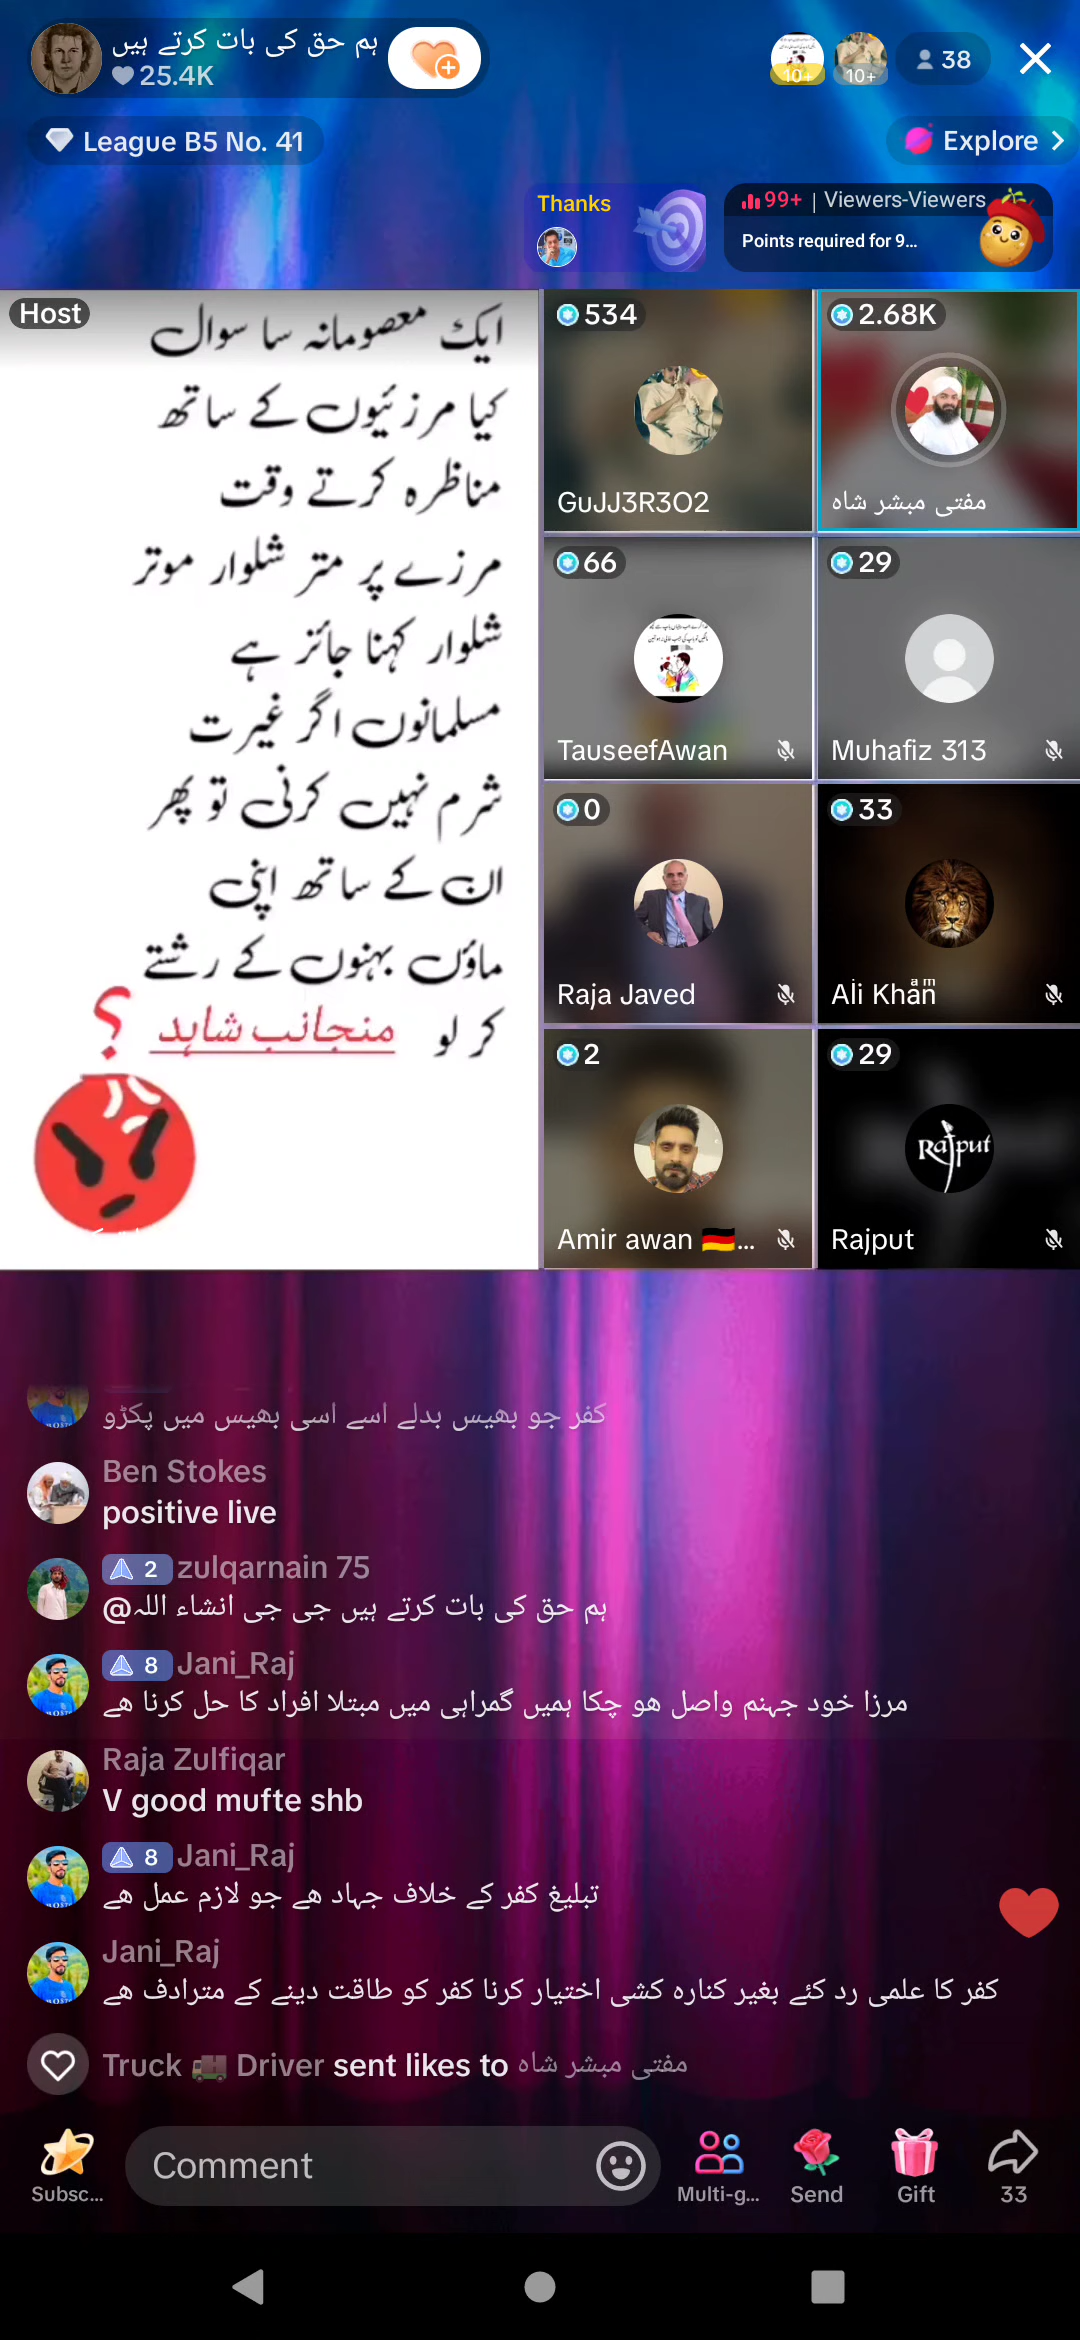 ہم حق کی بات کرتے ہیں
25.4K
10+
10+
38
League B5 No. 41
Explore
Thanks
99+ | Viewers-Viewers
Points required for 9...
Host
ایک معصومانہ سا سوال
کیا مرزئیوں کے ساتھ
مناظرہ کرتے وقت
مرزے پر متر شلوار موتر
شلوار کہنا جائز ہے
مسلمانوں اگر غیرت
شرم نہیں کرنی تو پھر
ان کے ساتھ اپنی
ماؤں بہنوں کے رشتے
کر لو منجانب شاہد ؟
534
GuJJ3R3O2
2.68K
مفتی مبشر شاہ
66
TauseefAwan
29
Muhafiz 313
0
Raja Javed
33
Ali Khan
2
Amir awan 🇩🇪...
29
Rajput
Rajput
کفر جو بھیس بدلے اسے اسی بھیس میں پکڑو
Ben Stokes
positive live
2 zulqarnain 75
@ہم حق کی بات کرتے ہیں جی جی انشاء اللہ
8 Jani_Raj
مرزا خود جہنم واصل ھو چکا ہمیں گمراہی میں مبتلا افراد کا حل کرنا ھے
Raja Zulfiqar
V good mufte shb
8 Jani_Raj
تبلیغ کفر کے خلاف جہاد ھے جو لازم عمل ھے
Jani_Raj
کفر کا علمی رد کئے بغیر کنارہ کشی اختیار کرنا کفر کو طاقت دینے کے مترادف ھے
Truck 🚛 Driver sent likes to مفتی مبشر شاہ
Subsc...
Comment
Multi-g...
Send
Gift
33